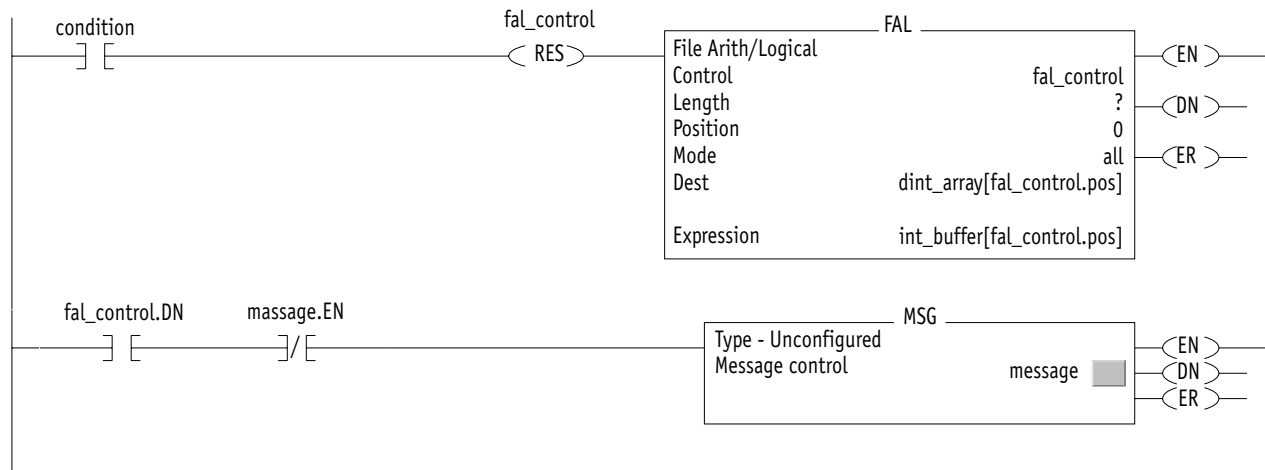 condition
fal_control
RES
FAL
File Arith/Logical
Control fal_control
Length ?
Position 0
Mode all
Dest dint_array[fal_control.pos]
Expression int_buffer[fal_control.pos]
EN
DN
ER
fal_control.DN
massage.EN
MSG
Type - Unconfigured
Message control message
EN
DN
ER